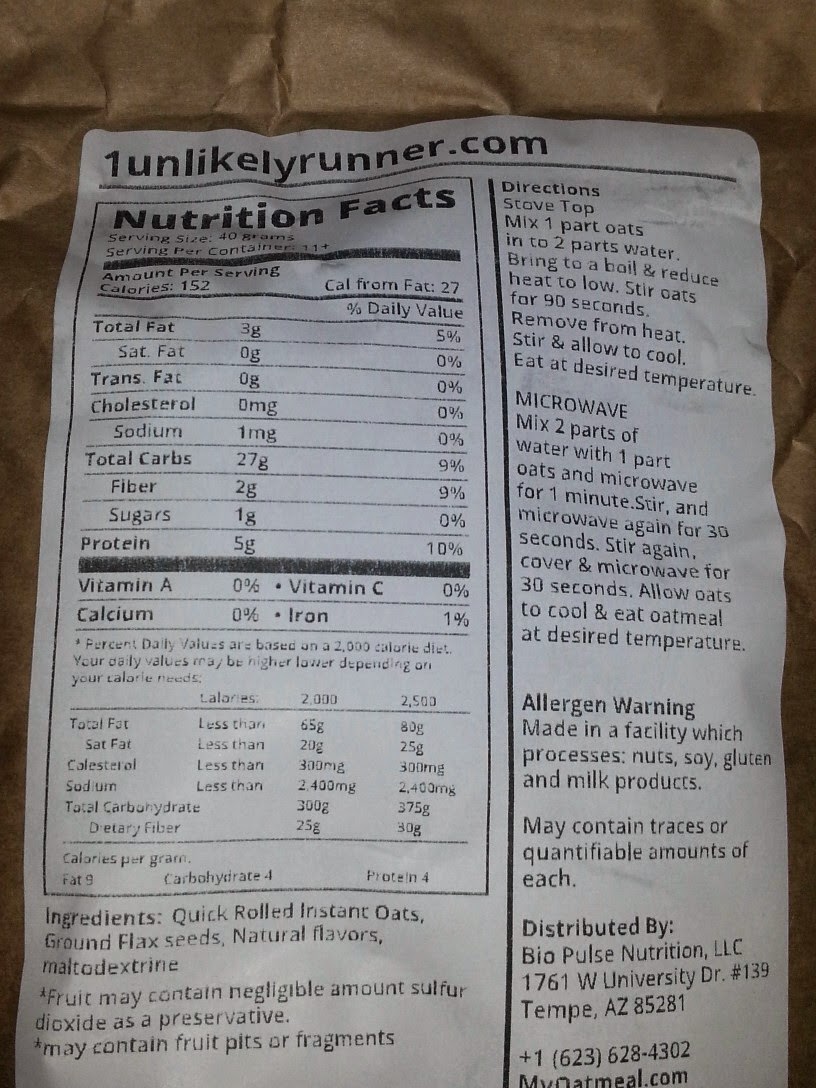 1unlikelyrunner.com
Nutrition Facts
Serving Size: 40 grams
Serving Per Container: 11+
Amount Per Serving
Calories: 152 Cal from Fat: 27
% Daily Value
Total Fat 3g 5%
Sat. Fat 0g 0%
Trans. Fat 0g 0%
Cholesterol 0mg 0%
Sodium 1mg 0%
Total Carbs 27g 9%
Fiber 2g 9%
Sugars 1g 0%
Protein 5g 10%
Vitamin A 0% • Vitamin C 0%
Calcium 0% • Iron 1%
* Percent Daily Values are based on a 2,000 calorie diet.
Your daily values may be higher lower depending on
your calorie needs:
Calories: 2,000 2,500
Total Fat Less than 65g 80g
Sat Fat Less than 20g 25g
Colesterol Less than 300mg 300mg
Sodium Less than 2,400mg 2,400mg
Total Carbohydrate 300g 375g
Dietary Fiber 25g 30g
Calories per gram.
Fat 9 Carbohydrate 4 Protein 4
Ingredients: Quick Rolled Instant Oats,
Ground Flax seeds, Natural flavors,
maltodextrine
*Fruit may contain negligible amount sulfur
dioxide as a preservative.
*may contain fruit pits or fragments
Directions
Stove Top
Mix 1 part oats
in to 2 parts water.
Bring to a boil & reduce
heat to low. Stir oats
for 90 seconds.
Remove from heat.
Stir & allow to cool.
Eat at desired temperature.
MICROWAVE
Mix 2 parts of
water with 1 part
oats and microwave
for 1 minute.Stir, and
microwave again for 30
seconds. Stir again,
cover & microwave for
30 seconds. Allow oats
to cool & eat oatmeal
at desired temperature.
Allergen Warning
Made in a facility which
processes: nuts, soy, gluten
and milk products.
May contain traces or
quantifiable amounts of
each.
Distributed By:
Bio Pulse Nutrition, LLC
1761 W University Dr. #139
Tempe, AZ 85281
+1 (623) 628-4302
MyOatmeal.com